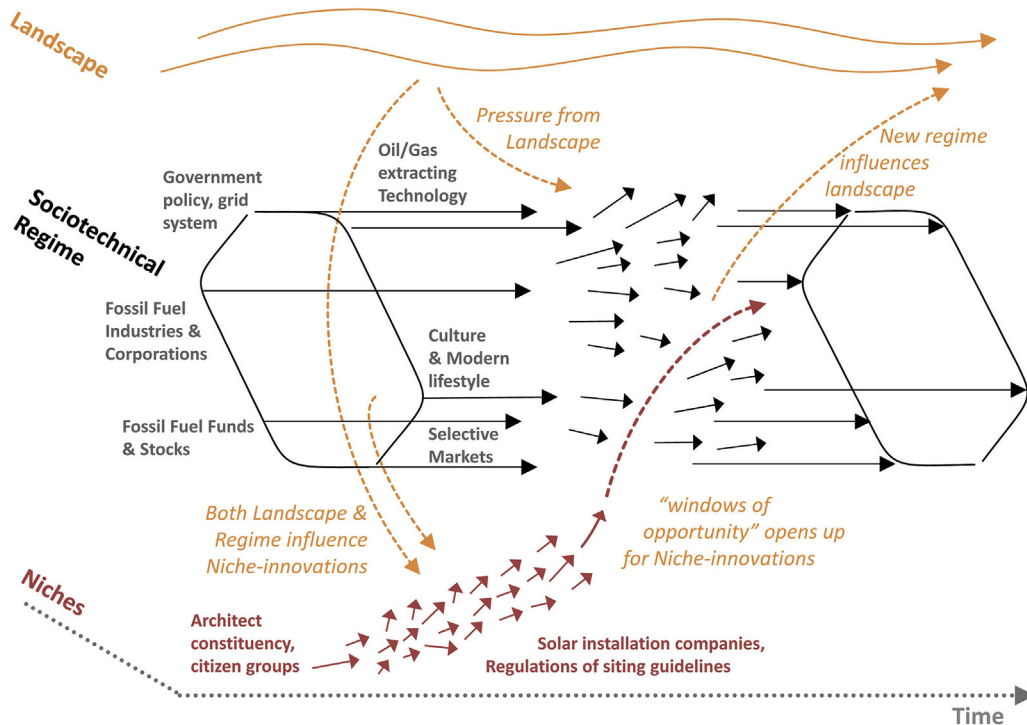 Landscape
Pressure from
Landscape
New regime
influences
landscape
Sociotechnical
Regime
Government
policy, grid
system
Oil/Gas
extracting
Technology
Fossil Fuel
Industries &
Corporations
Culture
& Modern
lifestyle
Fossil Fuel Funds
& Stocks
Selective
Markets
Both Landscape &
Regime influence
Niche-innovations
“windows of
opportunity” opens up
for Niche-innovations
Niches
Architect
constituency,
citizen groups
Solar installation companies,
Regulations of siting guidelines
Time